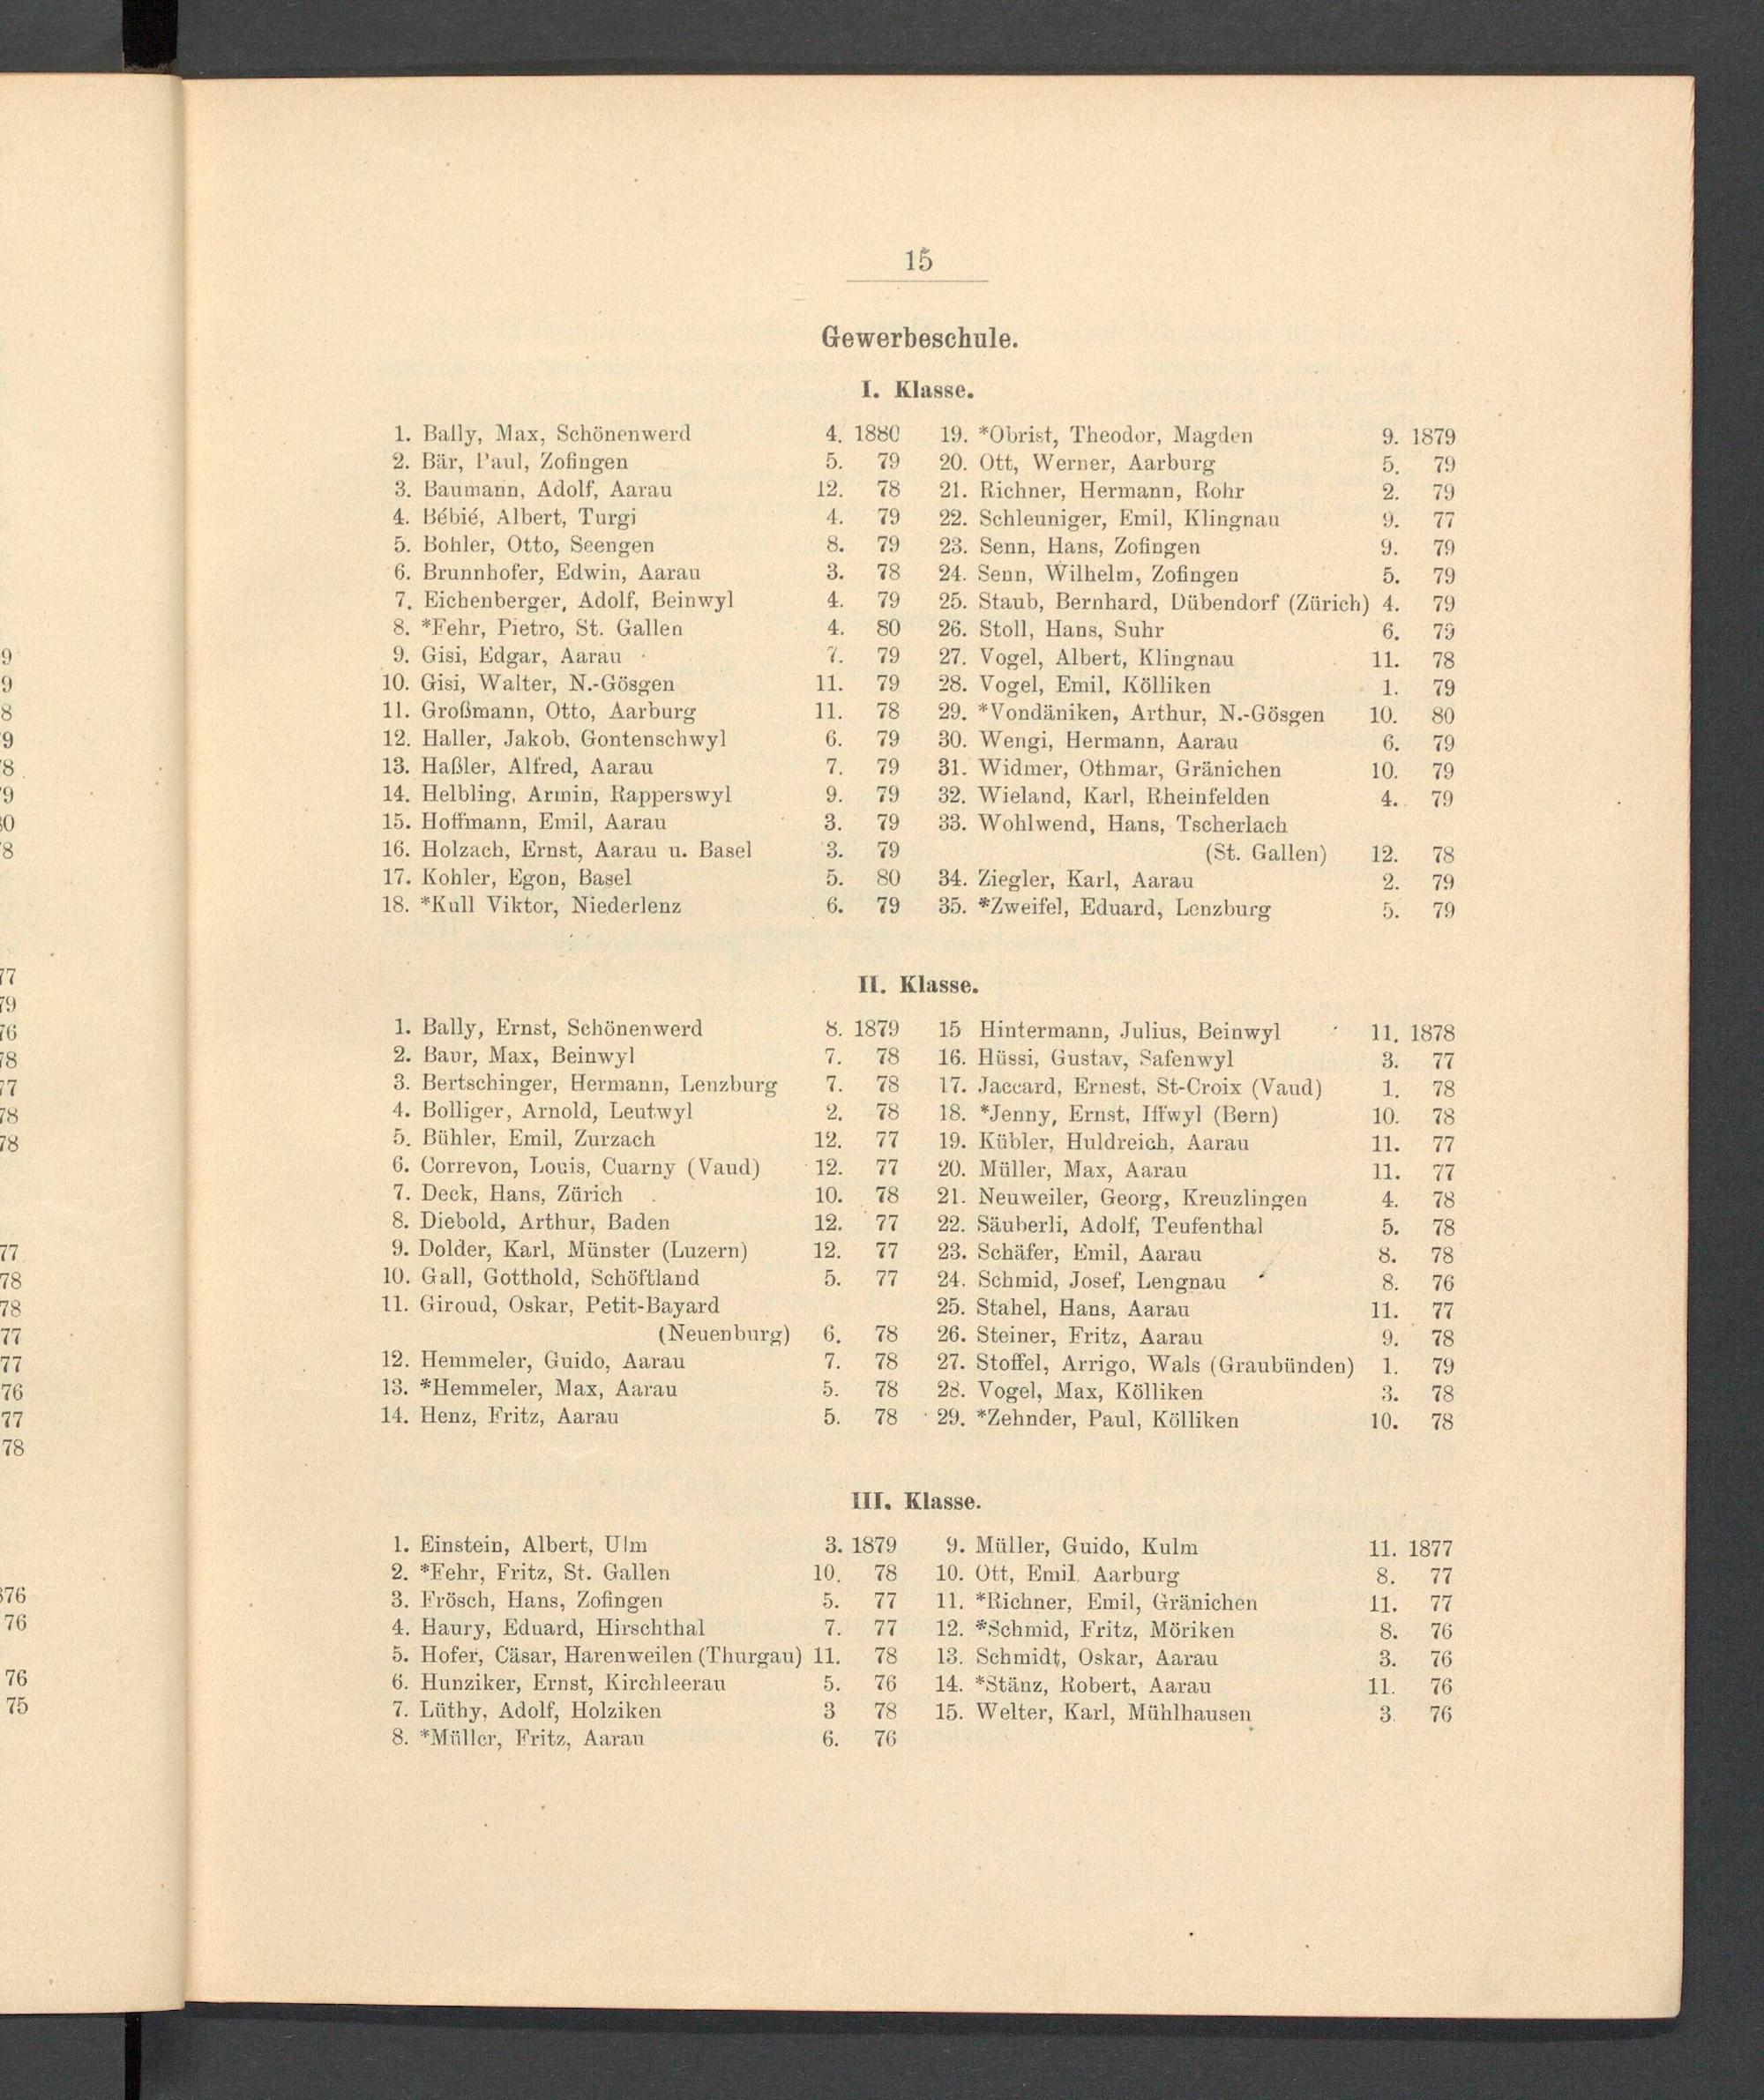 15
Gewerbeschule.
I. Klasse.
1. Bally, Max, Schönenwerd 4. 1880
2. Bär, Paul, Zofingen 5. 79
3. Baumann, Adolf, Aarau 12. 78
4. Bébié, Albert, Turgi 4. 79
5. Bohler, Otto, Seengen 8. 79
6. Brunnhofer, Edwin, Aarau 3. 78
7. Eichenberger, Adolf, Beinwyl 4. 79
8. *Fehr, Pietro, St. Gallen 4. 80
9. Gisi, Edgar, Aarau 7. 79
10. Gisi, Walter, N.-Gösgen 11. 79
11. Großmann, Otto, Aarburg 11. 78
12. Haller, Jakob, Gontenschwyl 6. 79
13. Haßler, Alfred, Aarau 7. 79
14. Helbling, Armin, Rapperswyl 9. 79
15. Hoffmann, Emil, Aarau 3. 79
16. Holzach, Ernst, Aarau u. Basel 3. 79
17. Kohler, Egon, Basel 5. 80
18. *Kull Viktor, Niederlenz 6. 79
19. *Obrist, Theodor, Magden 9. 1879
20. Ott, Werner, Aarburg 5. 79
21. Richner, Hermann, Rohr 2. 79
22. Schleuniger, Emil, Klingnau 9. 77
23. Senn, Hans, Zofingen 9. 79
24. Senn, Wilhelm, Zofingen 5. 79
25. Staub, Bernhard, Dübendorf (Zürich) 4. 79
26. Stoll, Hans, Suhr 6. 79
27. Vogel, Albert, Klingnau 11. 78
28. Vogel, Emil, Kölliken 1. 79
29. *Vondäniken, Arthur, N.-Gösgen 10. 80
30. Wengi, Hermann, Aarau 6. 79
31. Widmer, Othmar, Gränichen 10. 79
32. Wieland, Karl, Rheinfelden 4. 79
33. Wohlwend, Hans, Tscherlach
(St. Gallen) 12. 78
34. Ziegler, Karl, Aarau 2. 79
35. *Zweifel, Eduard, Lenzburg 5. 79
II. Klasse.
1. Bally, Ernst, Schönenwerd 8. 1879
2. Baur, Max, Beinwyl 7. 78
3. Bertschinger, Hermann, Lenzburg 7. 78
4. Bolliger, Arnold, Leutwyl 2. 78
5. Bühler, Emil, Zurzach 12. 77
6. Correvon, Louis, Cuarny (Vaud) 12. 77
7. Deck, Hans, Zürich 10. 78
8. Diebold, Arthur, Baden 12. 77
9. Dolder, Karl, Münster (Luzern) 12. 77
10. Gall, Gotthold, Schöftland 5. 77
11. Giroud, Oskar, Petit-Bayard
(Neuenburg) 6. 78
12. Hemmeler, Guido, Aarau 7. 78
13. *Hemmeler, Max, Aarau 5. 78
14. Henz, Fritz, Aarau 5. 78
15 Hintermann, Julius, Beinwyl 11. 1878
16. Hüssi, Gustav, Safenwyl 3. 77
17. Jaccard, Ernest, St-Croix (Vaud) 1. 78
18. *Jenny, Ernst, Iffwyl (Bern) 10. 78
19. Kübler, Huldreich, Aarau 11. 77
20. Müller, Max, Aarau 11. 77
21. Neuweiler, Georg, Kreuzlingen 4. 78
22. Säuberli, Adolf, Teufenthal 5. 78
23. Schäfer, Emil, Aarau 8. 78
24. Schmid, Josef, Lengnau 8. 76
25. Stahel, Hans, Aarau 11. 77
26. Steiner, Fritz, Aarau 9. 78
27. Stoffel, Arrigo, Wals (Graubünden) 1. 79
28. Vogel, Max, Kölliken 3. 78
29. *Zehnder, Paul, Kölliken 10. 78
III. Klasse.
1. Einstein, Albert, Ulm 3. 1879
2. *Fehr, Fritz, St. Gallen 10. 78
3. Frösch, Hans, Zofingen 5. 77
4. Haury, Eduard, Hirschthal 7. 77
5. Hofer, Cäsar, Harenweilen (Thurgau) 11. 78
6. Hunziker, Ernst, Kirchleerau 5. 76
7. Lüthy, Adolf, Holziken 3 78
8. *Müller, Fritz, Aarau 6. 76
9. Müller, Guido, Kulm 11. 1877
10. Ott, Emil, Aarburg 8. 77
11. *Richner, Emil, Gränichen 11. 77
12. *Schmid, Fritz, Möriken 8. 76
13. Schmidt, Oskar, Aarau 3. 76
14. *Stänz, Robert, Aarau 11. 76
15. Welter, Karl, Mühlhausen 3. 76